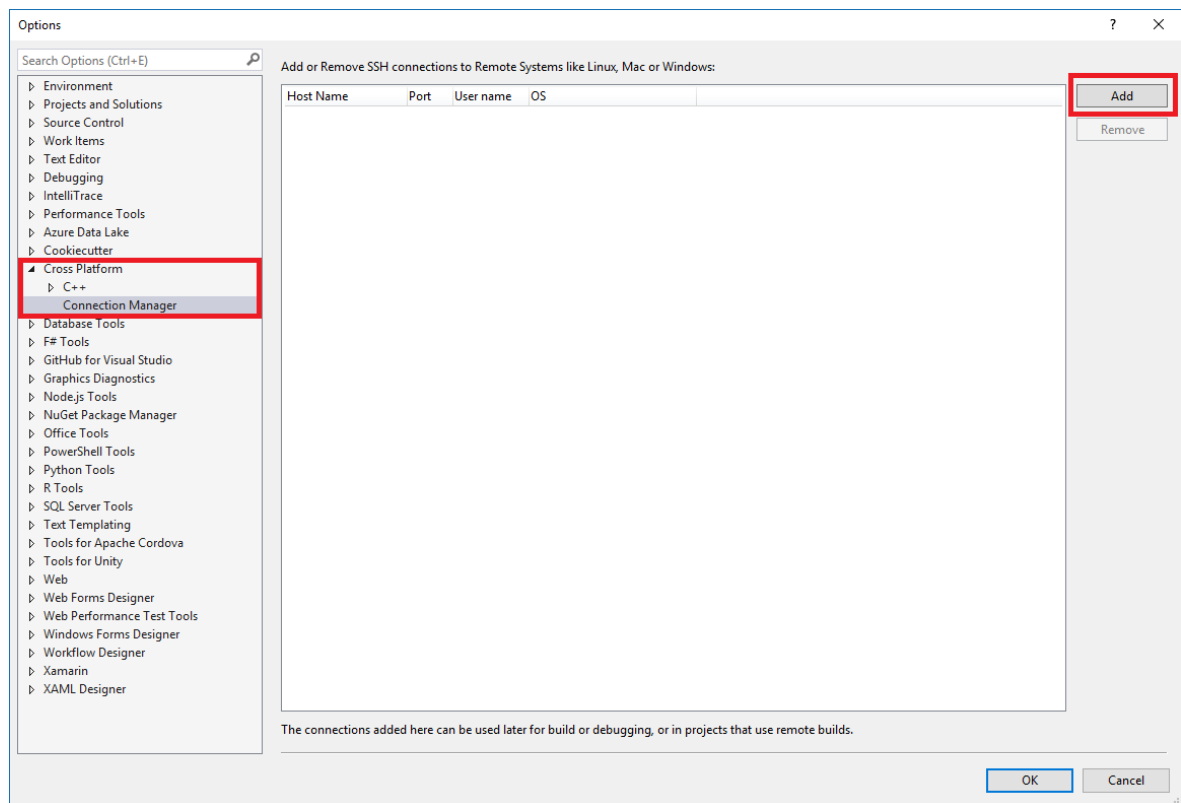 Options
?
Search Options (Ctrl+E)
Environment
Projects and Solutions
Source Control
Work Items
Text Editor
Debugging
IntelliTrace
Performance Tools
Azure Data Lake
Cookiecutter
Cross Platform
C++
Connection Manager
Database Tools
F# Tools
GitHub for Visual Studio
Graphics Diagnostics
Node.js Tools
NuGet Package Manager
Office Tools
PowerShell Tools
Python Tools
R Tools
SQL Server Tools
Text Templating
Tools for Apache Cordova
Tools for Unity
Web
Web Forms Designer
Web Performance Test Tools
Windows Forms Designer
Workflow Designer
Xamarin
XAML Designer
Add or Remove SSH connections to Remote Systems like Linux, Mac or Windows:
Host Name Port User name OS
Add
Remove
The connections added here can be used later for build or debugging, or in projects that use remote builds.
OK Cancel